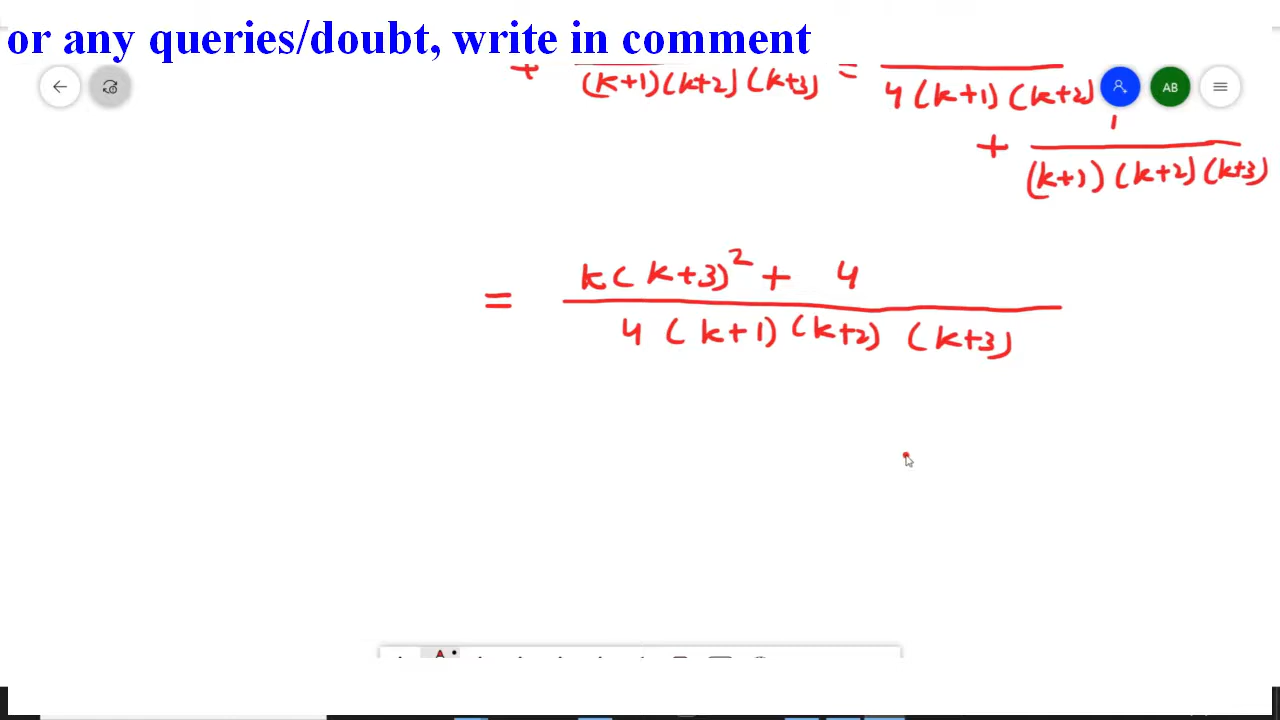 or any queries/doubt, write in comment
+ (k+1)(k+2)(k+3) = 4(k+1)(k+2)
AB
+ 1/(k+1)(k+2)(k+3)
= k(k+3)² + 4
4(k+1)(k+2)(k+3)